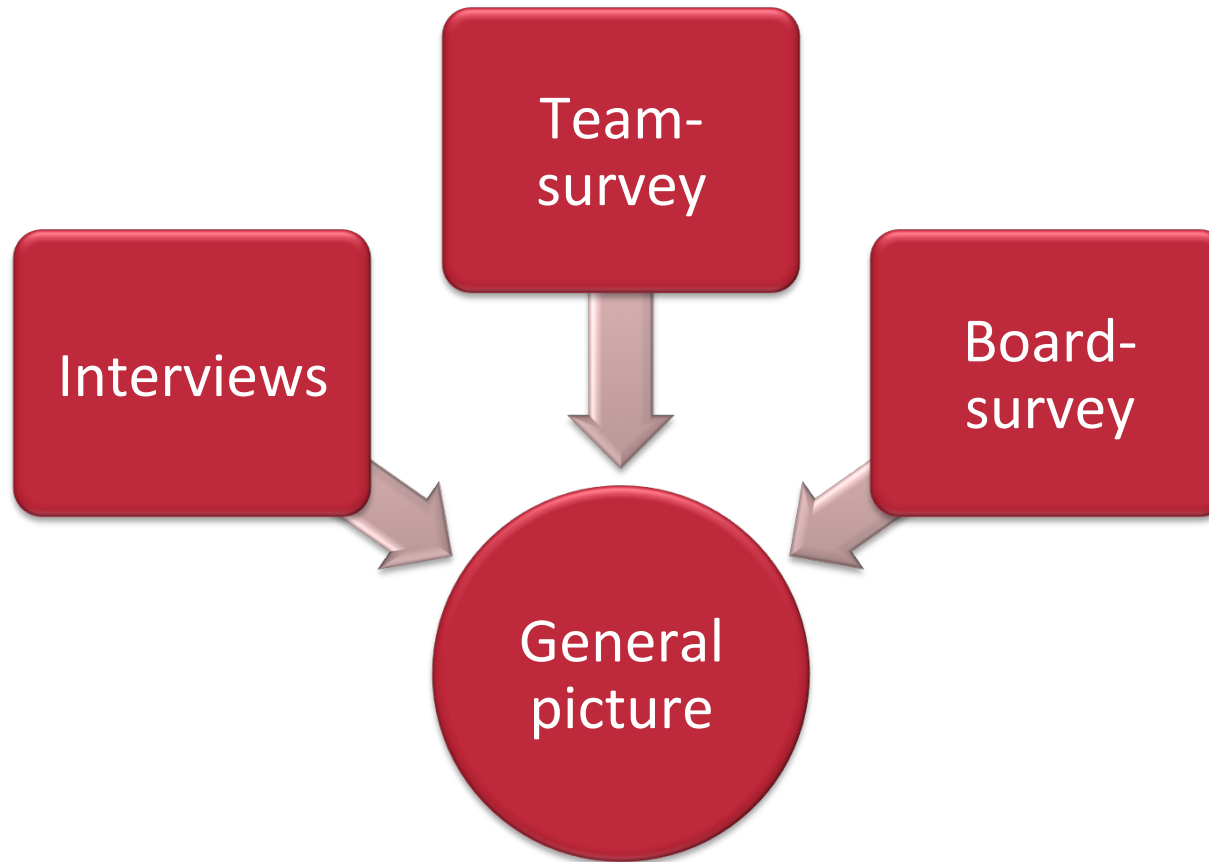 Team-
survey
Interviews
Board-
survey
General
picture